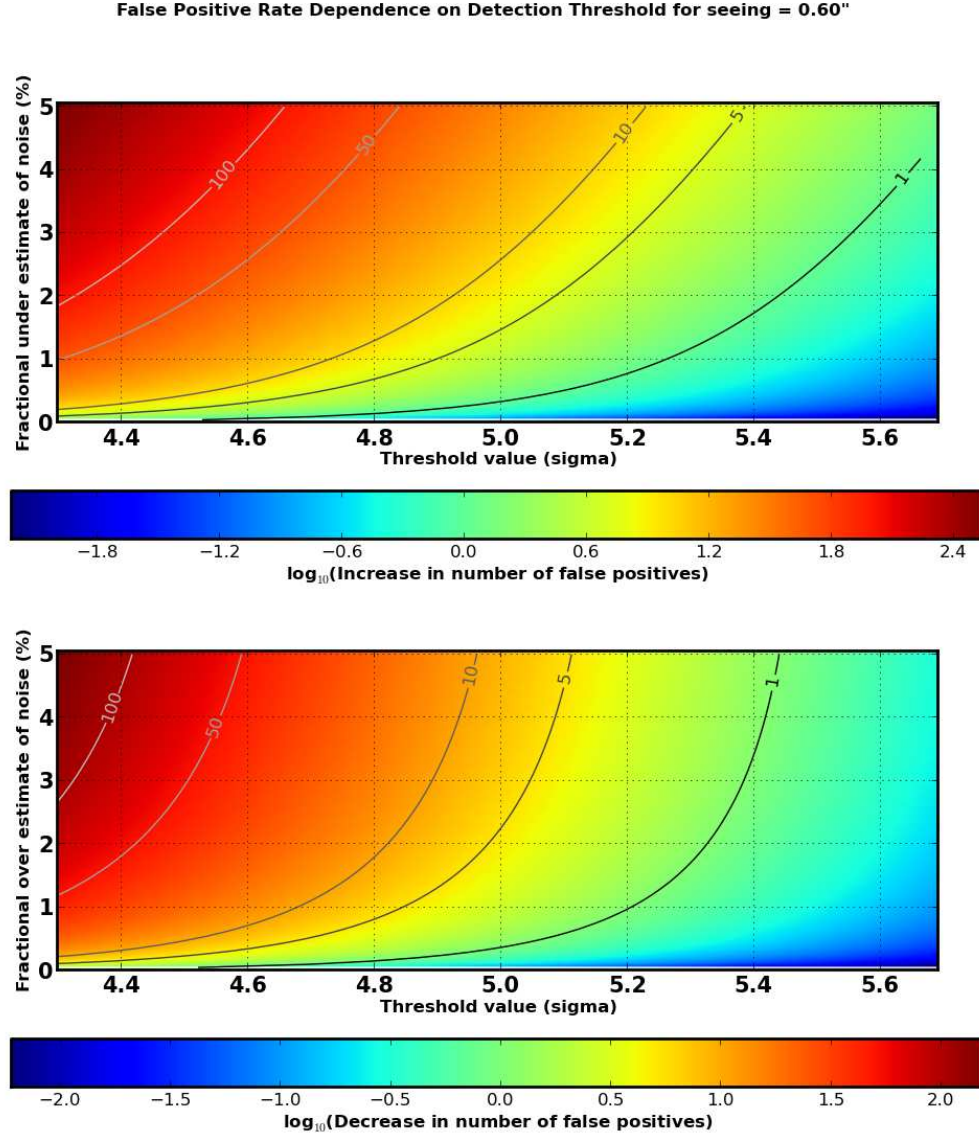 False Positive Rate Dependence on Detection Threshold for seeing = 0.60"
Fractional under estimate of noise (%)
5
4
3
2
1
0
100
50
10
5
1
4.4 4.6 4.8 5.0 5.2 5.4 5.6
Threshold value (sigma)
−1.8 −1.2 −0.6 0.0 0.6 1.2 1.8 2.4
log₁₀(Increase in number of false positives)
Fractional over estimate of noise (%)
5
4
3
2
1
0
100
50
10
5
1
4.4 4.6 4.8 5.0 5.2 5.4 5.6
Threshold value (sigma)
−2.0 −1.5 −1.0 −0.5 0.0 0.5 1.0 1.5 2.0
log₁₀(Decrease in number of false positives)